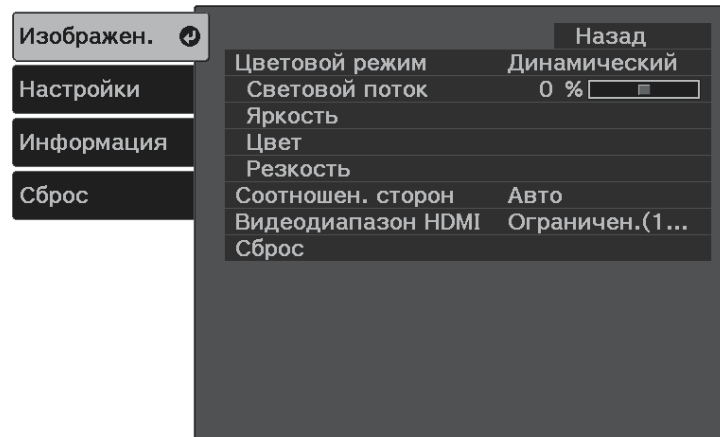 Изображен.
Настройки
Информация
Сброс
Назад
Цветовой режим Динамический
Световой поток 0 %
Яркость
Цвет
Резкость
Соотношен. сторон Авто
Видеодиапазон HDMI Ограничен.(1...
Сброс